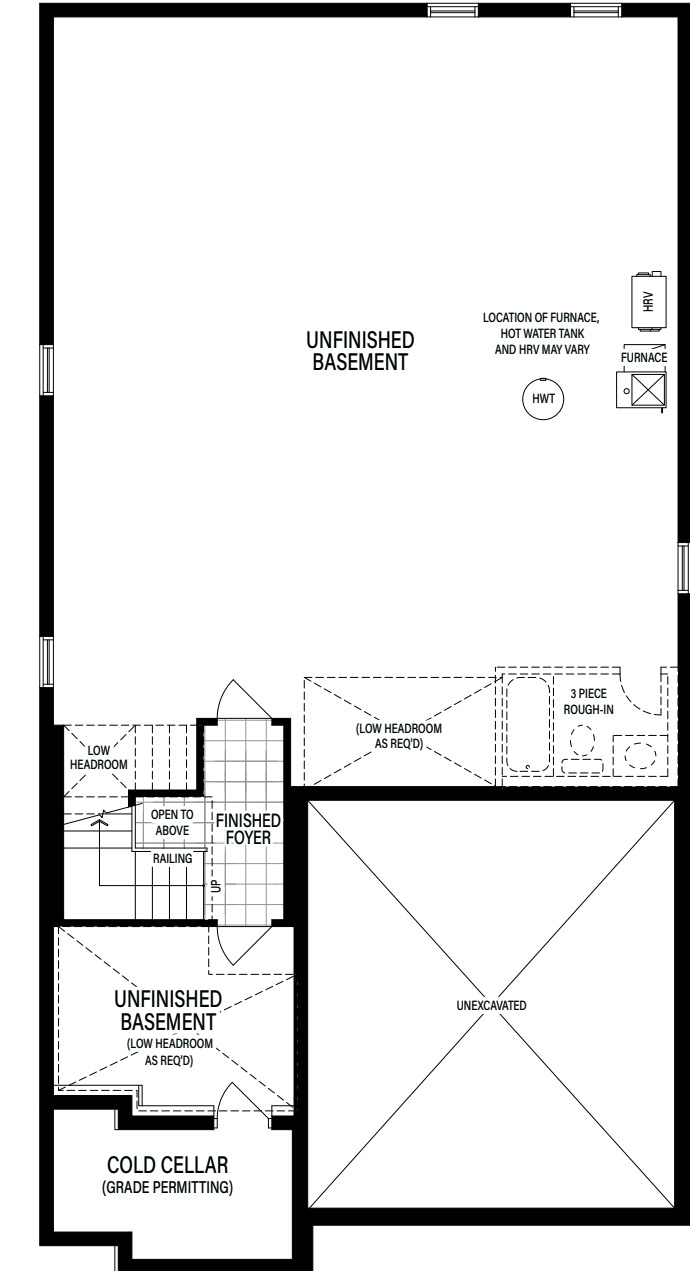 HRV
LOCATION OF FURNACE,
HOT WATER TANK
AND HRV MAY VARY
UNFINISHED
BASEMENT
FURNACE
HWT
3 PIECE
ROUGH-IN
(LOW HEADROOM
AS REQ'D)
LOW
HEADROOM
OPEN TO
ABOVE
FINISHED
FOYER
RAILING
UP
UNFINISHED
BASEMENT
(LOW HEADROOM
AS REQ'D)
UNEXCAVATED
COLD CELLAR
(GRADE PERMITTING)